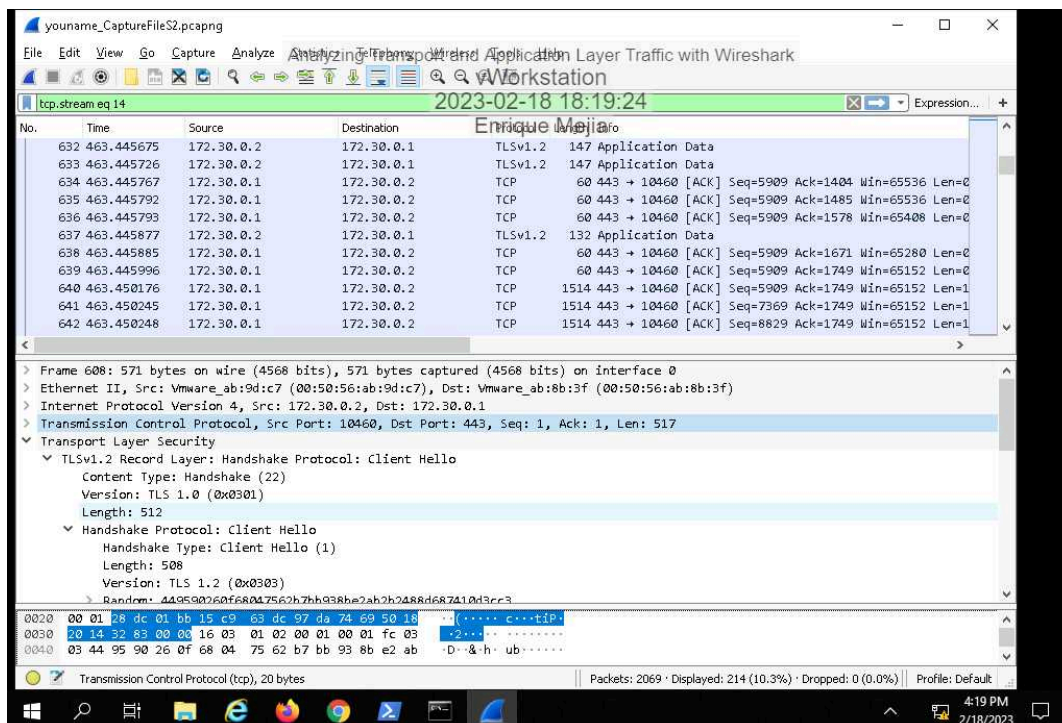 youname_CaptureFileS2.pcapng
File Edit View Go Capture Analyze Statistics Telephony Wireless Tools Help
Analyzing Transport and Application Layer Traffic with Wireshark
vWorkstation
2023-02-18 18:19:24
Enrique Mejia
tcp.stream eq 14 Expression... +
No. Time Source Destination Protocol Length Info
632 463.445675 172.30.0.2 172.30.0.1 TLSv1.2 147 Application Data
633 463.445726 172.30.0.2 172.30.0.1 TLSv1.2 147 Application Data
634 463.445767 172.30.0.1 172.30.0.2 TCP 60 443 → 10460 [ACK] Seq=5909 Ack=1404 Win=65536 Len=0
635 463.445792 172.30.0.1 172.30.0.2 TCP 60 443 → 10460 [ACK] Seq=5909 Ack=1485 Win=65536 Len=0
636 463.445793 172.30.0.1 172.30.0.2 TCP 60 443 → 10460 [ACK] Seq=5909 Ack=1578 Win=65408 Len=0
637 463.445877 172.30.0.2 172.30.0.1 TLSv1.2 132 Application Data
638 463.445885 172.30.0.1 172.30.0.2 TCP 60 443 → 10460 [ACK] Seq=5909 Ack=1671 Win=65280 Len=0
639 463.445996 172.30.0.1 172.30.0.2 TCP 60 443 → 10460 [ACK] Seq=5909 Ack=1749 Win=65152 Len=0
640 463.450176 172.30.0.1 172.30.0.2 TCP 1514 443 → 10460 [ACK] Seq=5909 Ack=1749 Win=65152 Len=1
641 463.450245 172.30.0.1 172.30.0.2 TCP 1514 443 → 10460 [ACK] Seq=7369 Ack=1749 Win=65152 Len=1
642 463.450248 172.30.0.1 172.30.0.2 TCP 1514 443 → 10460 [ACK] Seq=8829 Ack=1749 Win=65152 Len=1
Frame 608: 571 bytes on wire (4568 bits), 571 bytes captured (4568 bits) on interface 0
Ethernet II, Src: Vmware_ab:9d:c7 (00:50:56:ab:9d:c7), Dst: Vmware_ab:8b:3f (00:50:56:ab:8b:3f)
Internet Protocol Version 4, Src: 172.30.0.2, Dst: 172.30.0.1
Transmission Control Protocol, Src Port: 10460, Dst Port: 443, Seq: 1, Ack: 1, Len: 517
Transport Layer Security
TLSv1.2 Record Layer: Handshake Protocol: Client Hello
Content Type: Handshake (22)
Version: TLS 1.0 (0x0301)
Length: 512
Handshake Protocol: Client Hello
Handshake Type: Client Hello (1)
Length: 508
Version: TLS 1.2 (0x0303)
Random: 449590260f68047562b7bb938be2ab2b2488d687410d3cc3
0020 00 01 28 dc 01 bb 15 c9 63 dc 97 da 74 69 50 18 ··(····· c···tiP·
0030 20 14 32 83 00 00 16 03 01 02 00 01 00 01 fc 03 ·2····· ········
0040 03 44 95 90 26 0f 68 04 75 62 b7 bb 93 8b e2 ab ·D··&·h· ub······
Transmission Control Protocol (tcp), 20 bytes Packets: 2069 · Displayed: 214 (10.3%) · Dropped: 0 (0.0%) Profile: Default
4:19 PM
2/18/2023